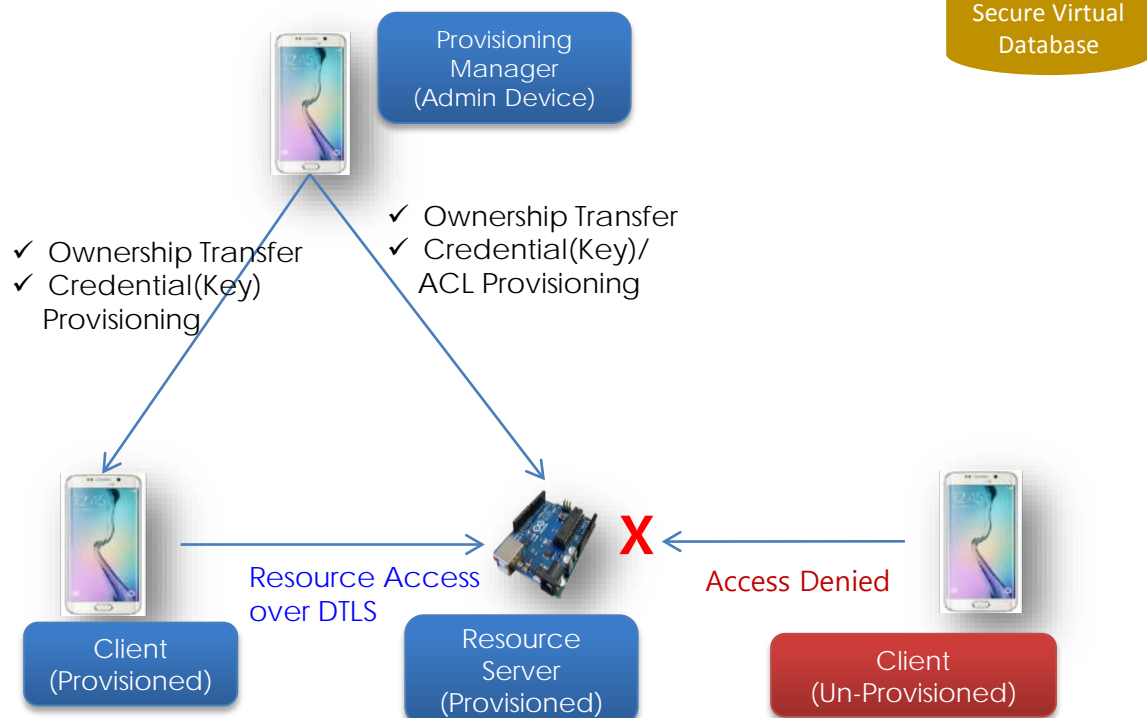 Secure Virtual
Database
Provisioning
Manager
(Admin Device)
✓ Ownership Transfer
✓ Credential(Key)/
ACL Provisioning
✓ Ownership Transfer
✓ Credential(Key)
Provisioning
X
Resource Access
over DTLS
Access Denied
Client
(Provisioned)
Resource
Server
(Provisioned)
Client
(Un-Provisioned)